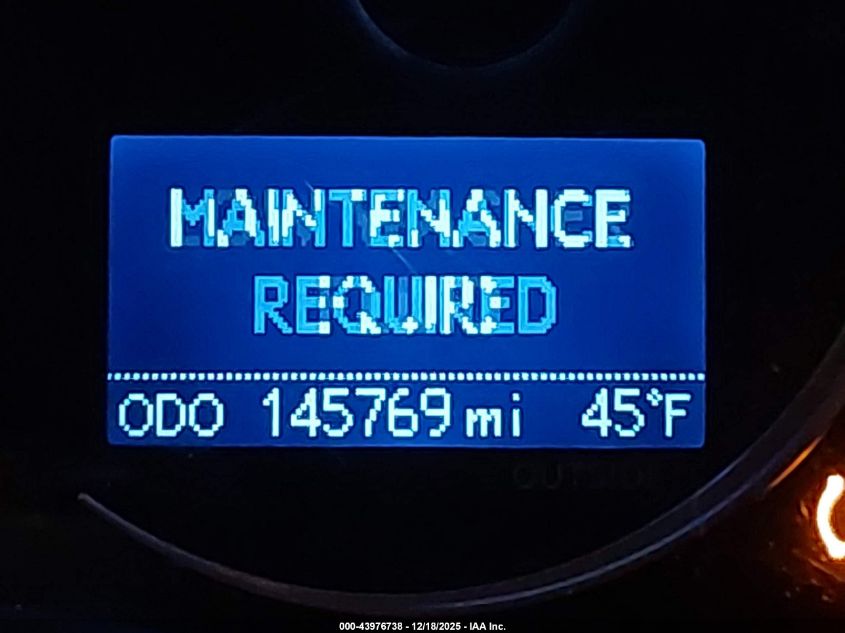 MAINTENANCE
REQUIRED
ODO 145769 mi 45°F
000-43976738 - 12/18/2025 - IAA Inc.